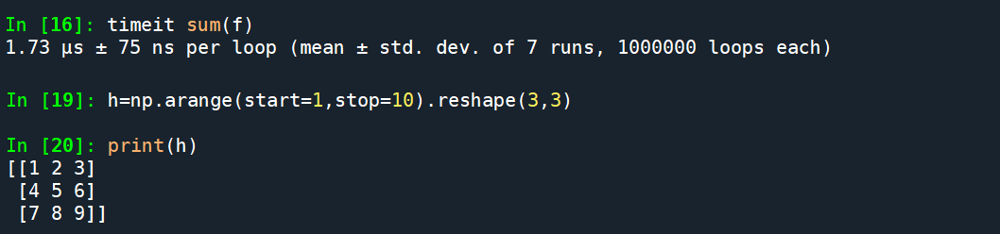 In [16]: timeit sum(f)
1.73 µs ± 75 ns per loop (mean ± std. dev. of 7 runs, 1000000 loops each)
In [19]: h=np.arange(start=1,stop=10).reshape(3,3)
In [20]: print(h)
[[1 2 3]
 [4 5 6]
 [7 8 9]]